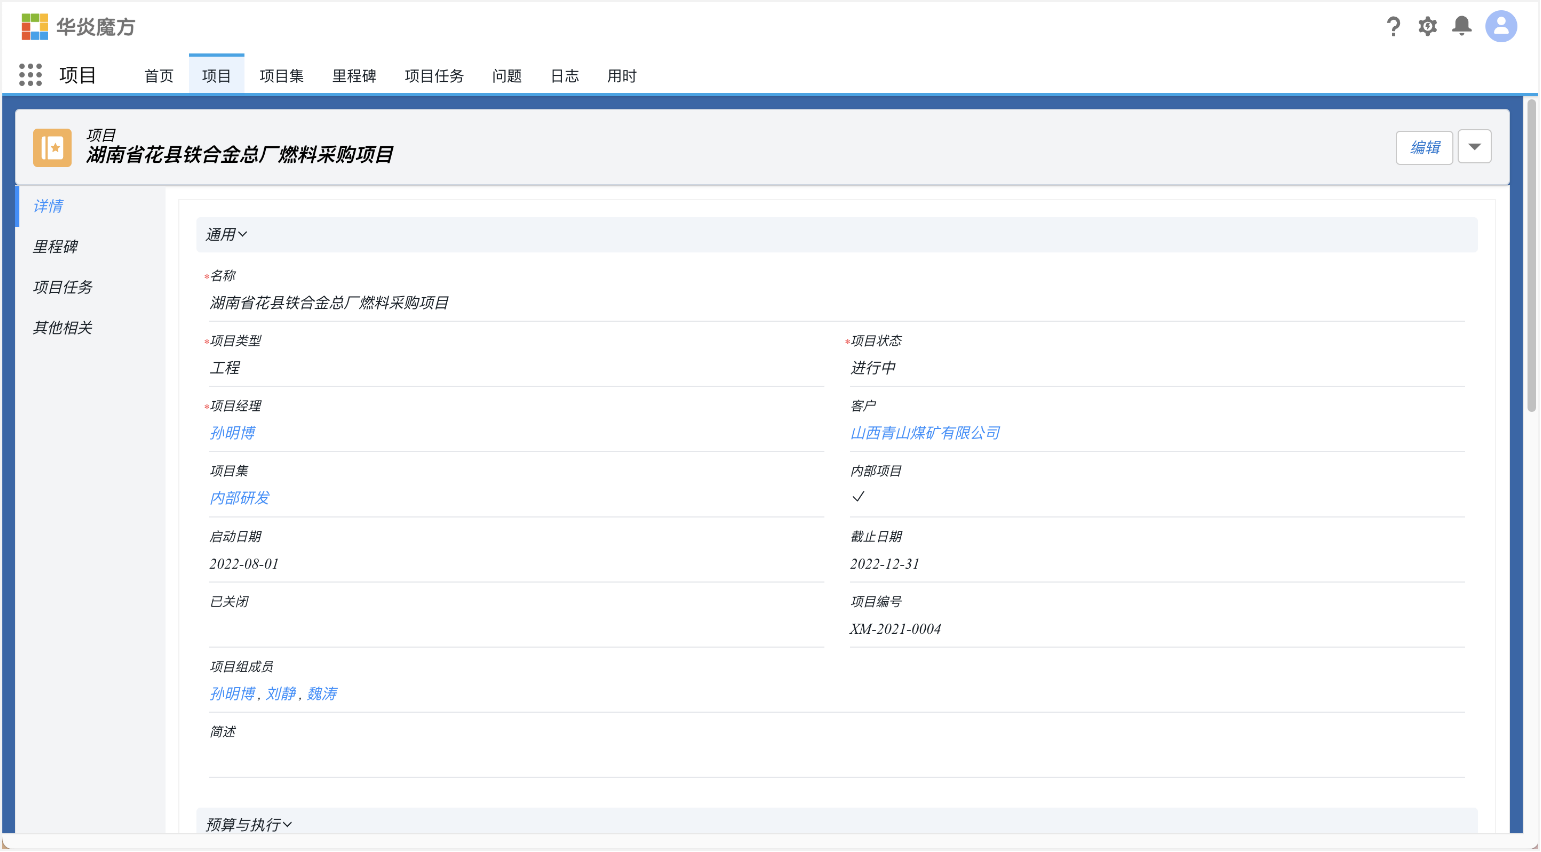 华炎魔方
项目 首页 项目 项目集 里程碑 项目任务 问题 日志 用时
项目
湖南省花县铁合金总厂燃料采购项目
编辑
详情
里程碑
项目任务
其他相关
通用
*名称
湖南省花县铁合金总厂燃料采购项目
*项目类型 *项目状态
工程 进行中
*项目经理 客户
孙明博 山西青山煤矿有限公司
项目集 内部项目
内部研发 ✓
启动日期 截止日期
2022-08-01 2022-12-31
已关闭 项目编号
XM-2021-0004
项目组成员
孙明博 , 刘静 , 魏涛
简述
预算与执行